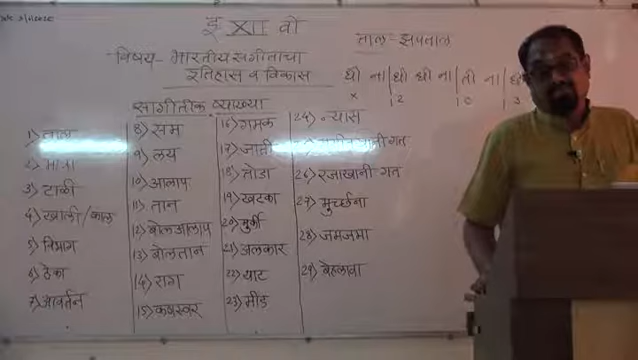 इ XII वी
विषय- भारतीय संगीताचा
इतिहास व विकास
ताल-झपताल
धी ना | धी धी ना | ती ना |
x | 2 | 0 | 3
सांगीतीक व्याख्या
1) ताल
2) मात्रा
3) टाळी
4) खाली/काल
5) विभाग
6) ठेका
7) आवर्तन
8) सम
9) लय
10) आलाप
11) तान
12) बोलआलाप
13) बोलतान
14) राग
15) कणस्वर
16) गमक
17) जाती
18) तोडा
19) खटका
20) मुर्की
21) अलंकार
22) थाट
23) मींड
24) न्यास
26) रजाखानी गत
27) मुर्च्छना
28) जमजमा
29) बेहलावा